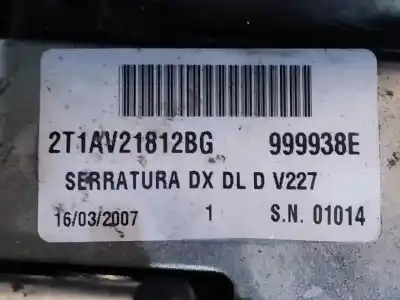 2T1AV21812BG 999938E
SERRATURA DX DL D V227
16/03/2007 1 S.N. 01014